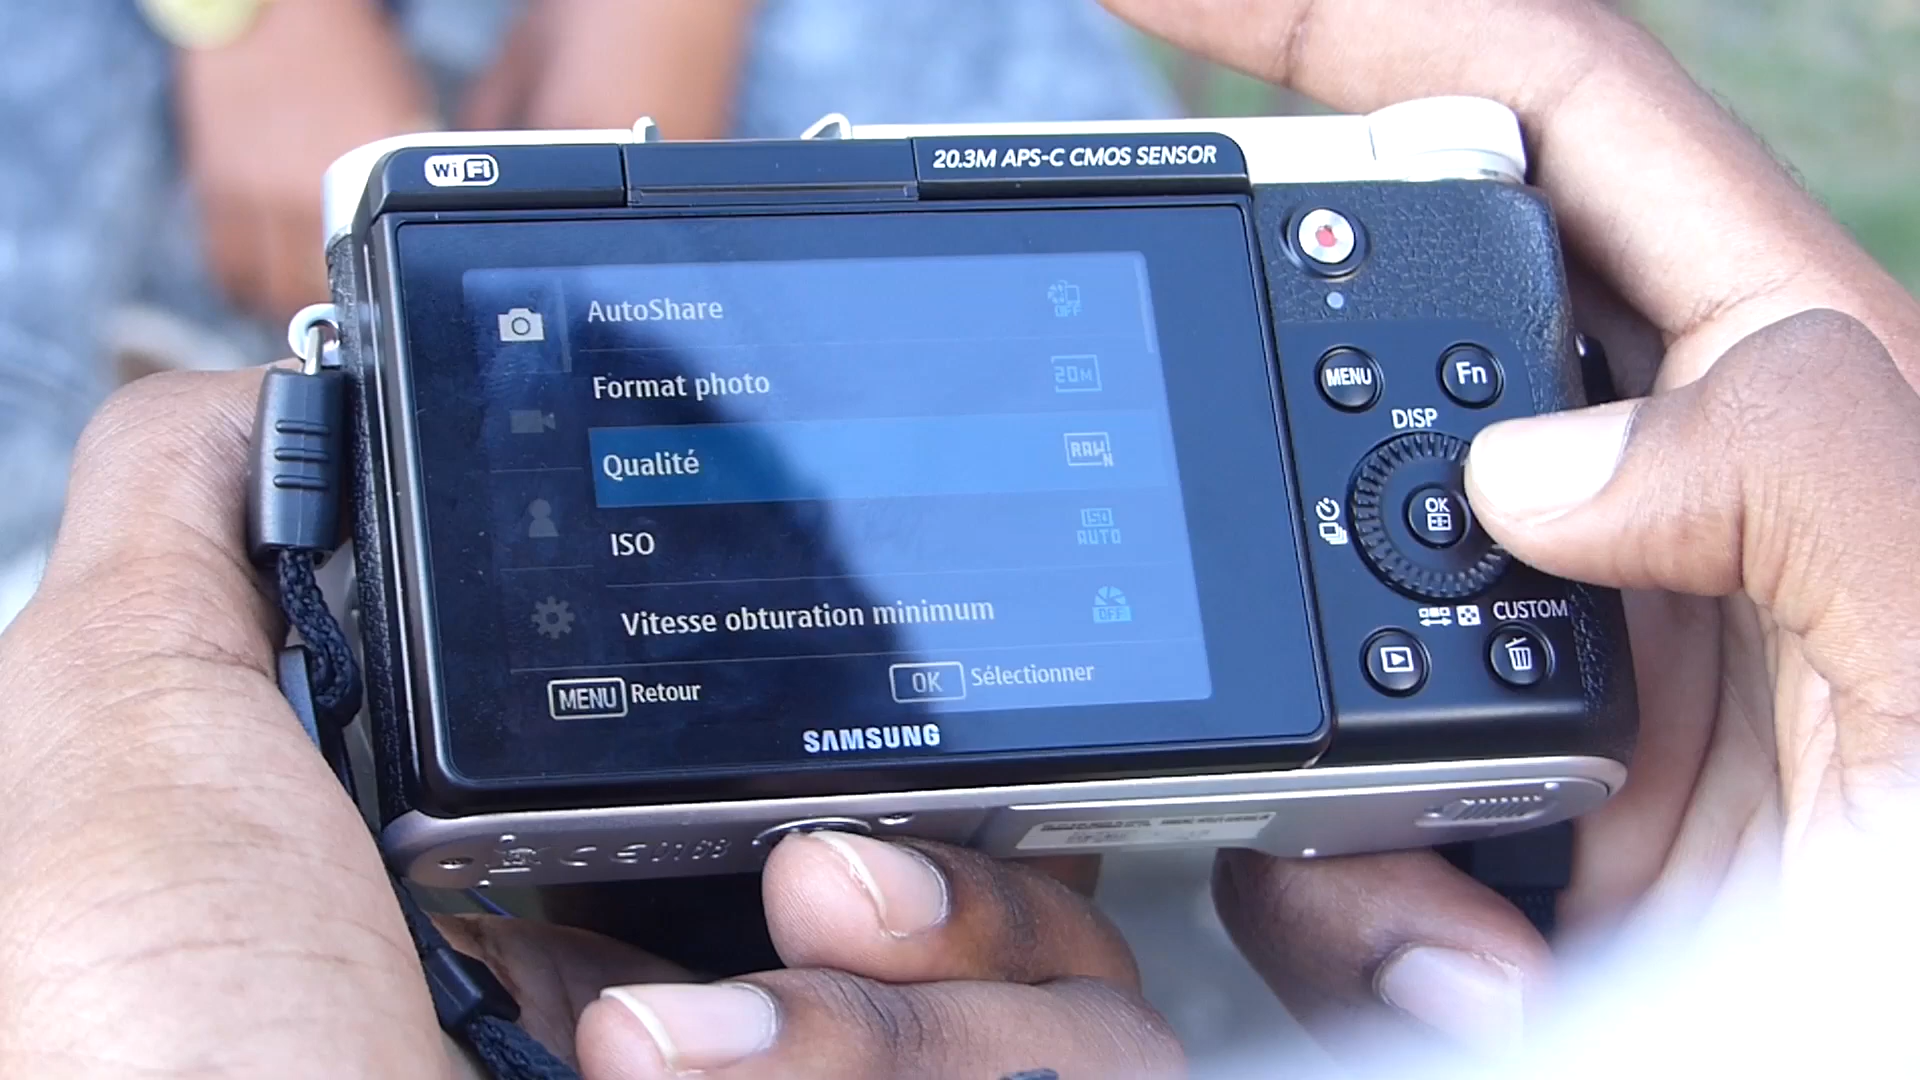 WiFi
20.3M APS-C CMOS SENSOR
AutoShare OFF
Format photo 20M
Qualité RAW N
ISO ISO AUTO
Vitesse obturation minimum OFF
MENU Retour
OK Sélectionner
SAMSUNG
MENU
Fn
DISP
OK
CUSTOM